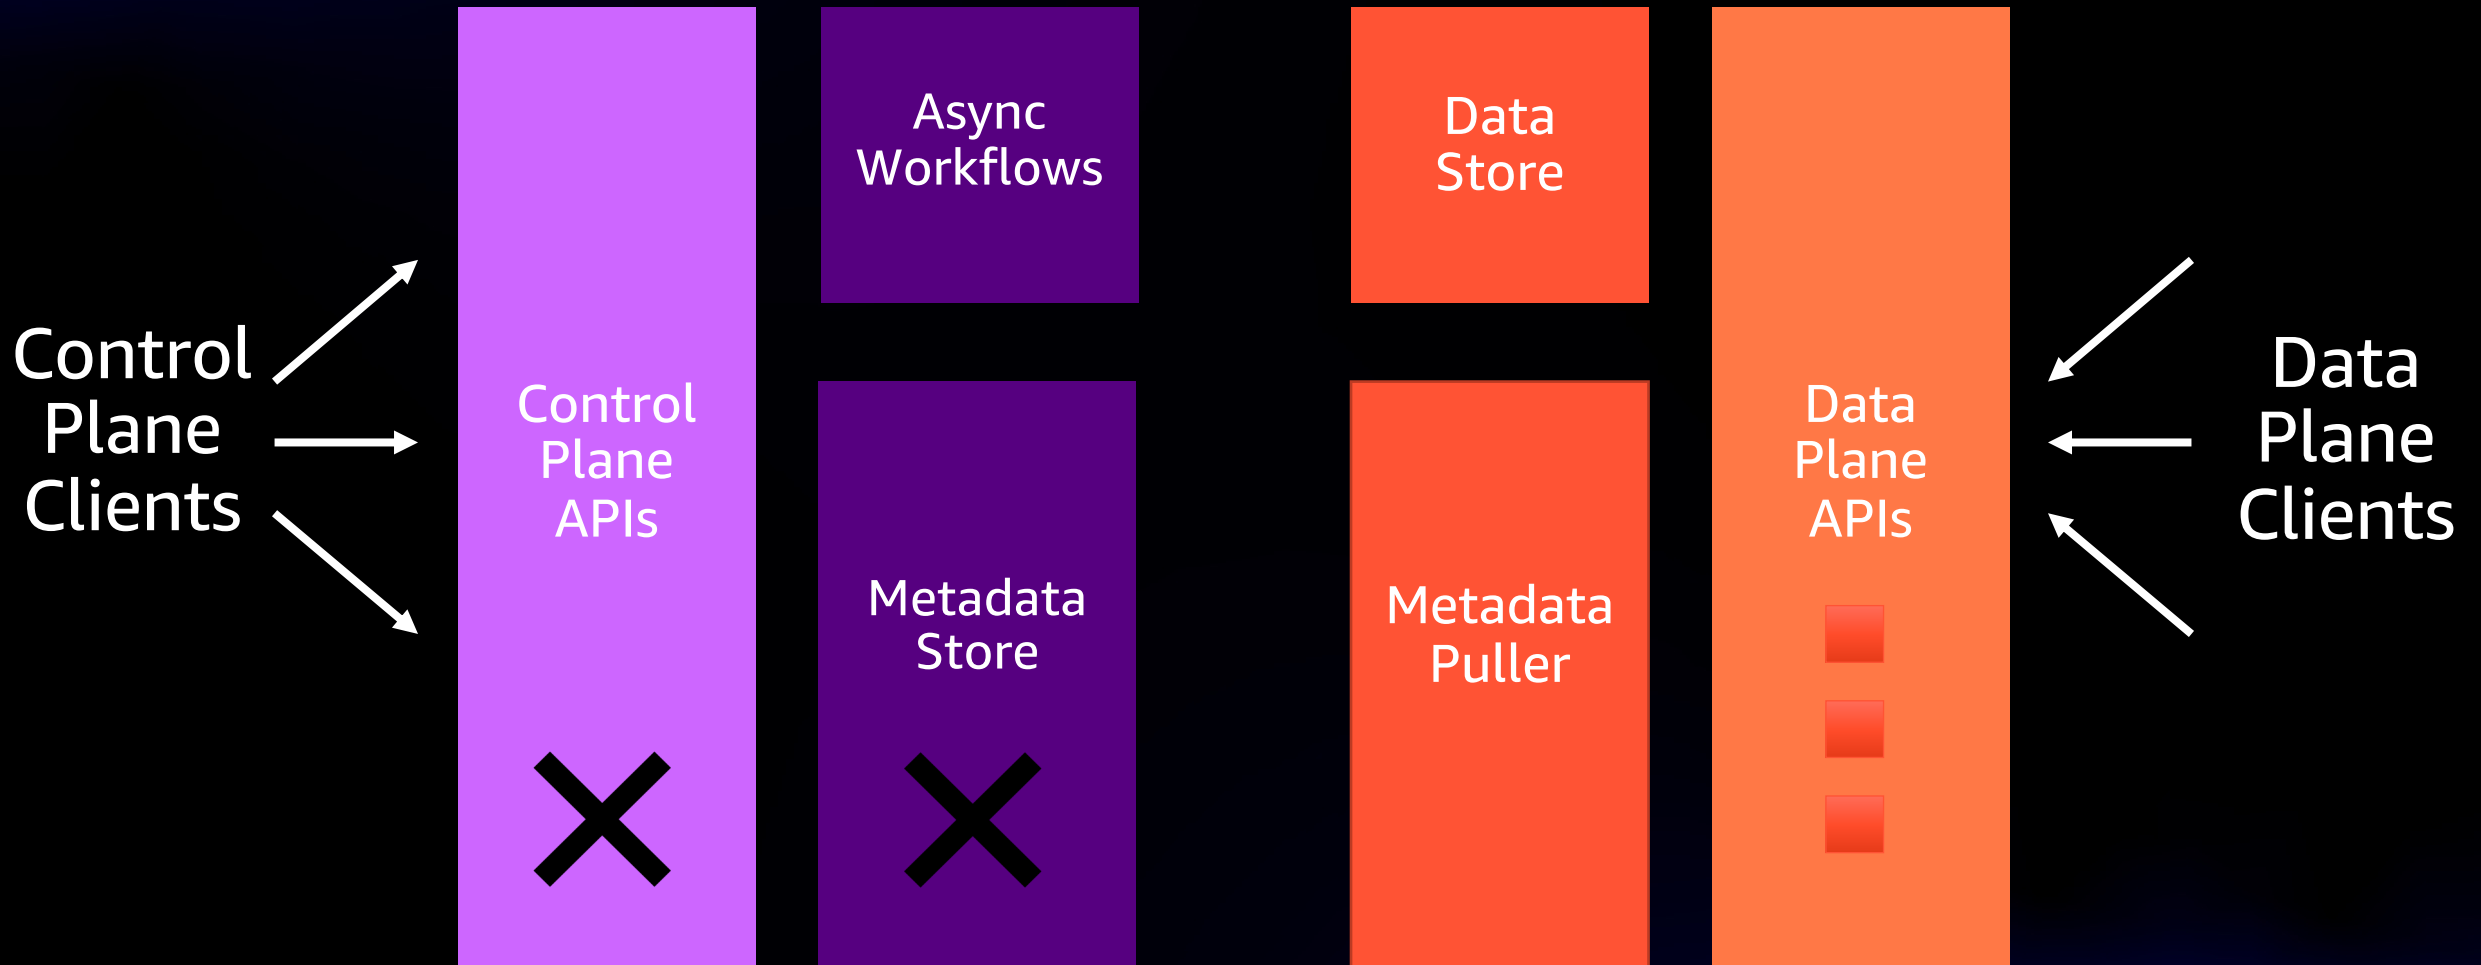 Control
Plane
Clients
Control
Plane
APIs
Async
Workflows
Metadata
Store
Data
Store
Metadata
Puller
Data
Plane
APIs
Data
Plane
Clients